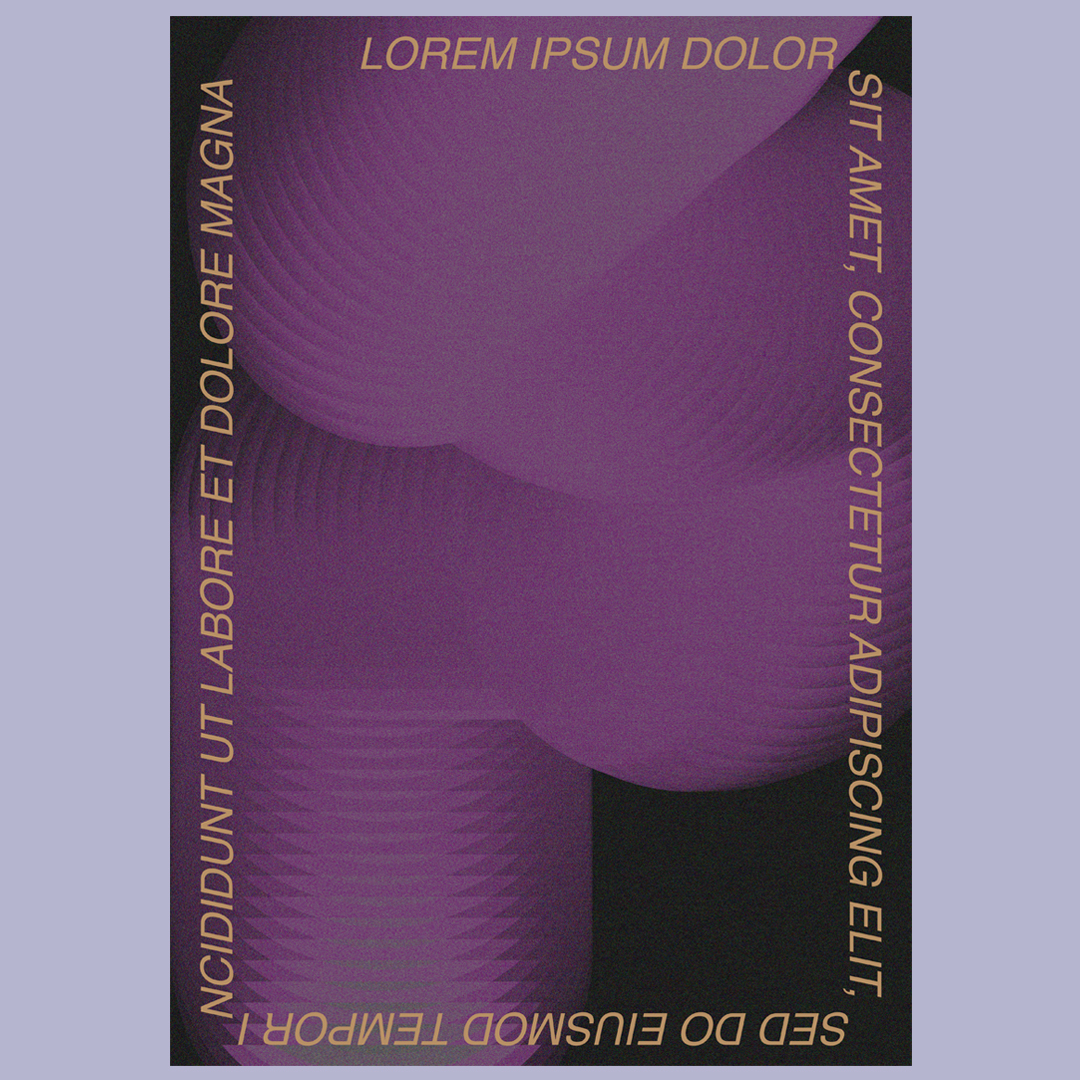 LOREM IPSUM DOLOR
SIT AMET, CONSECTETUR ADIPISCING ELIT,
SED DO EIUSMOD TEMPOR I
NCIDIDUNT UT LABORE ET DOLORE MAGNA